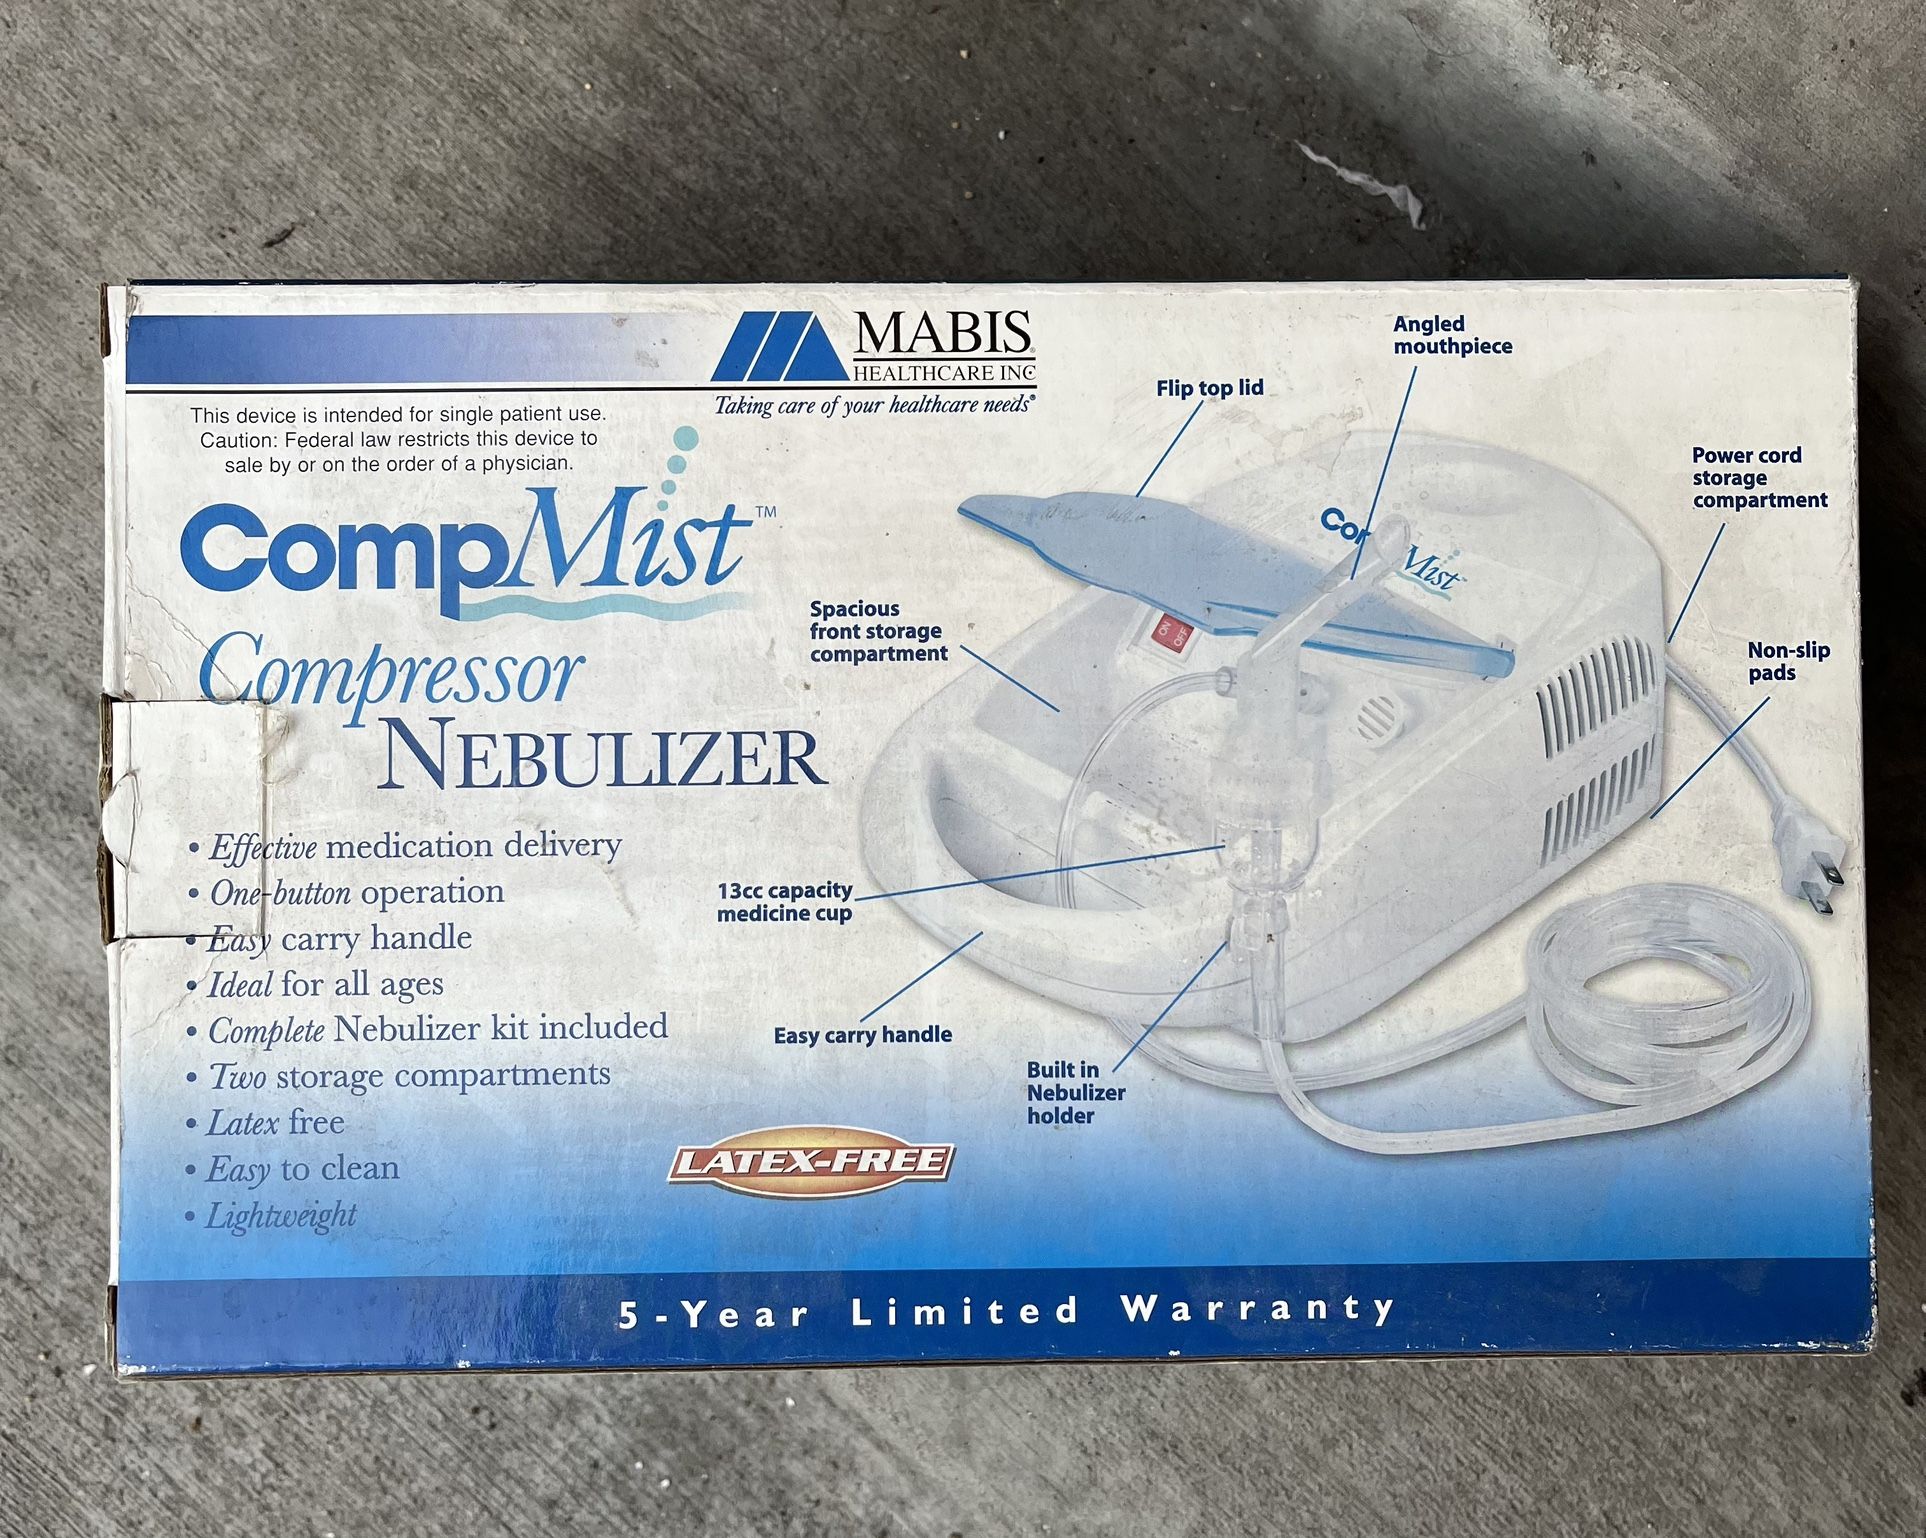 MABIS
HEALTHCARE INC
Taking care of your healthcare needs®
This device is intended for single patient use.
Caution: Federal law restricts this device to
sale by or on the order of a physician.
CompMist™
Compressor
NEBULIZER
• Effective medication delivery
• One-button operation
• Easy carry handle
• Ideal for all ages
• Complete Nebulizer kit included
• Two storage compartments
• Latex free
• Easy to clean
• Lightweight
Angled
mouthpiece
Flip top lid
Power cord
storage
compartment
Spacious
front storage
compartment
Non-slip
pads
Com Mist
ON
OFF
13cc capacity
medicine cup
Easy carry handle
Built in
Nebulizer
holder
LATEX-FREE
5-Year Limited Warranty